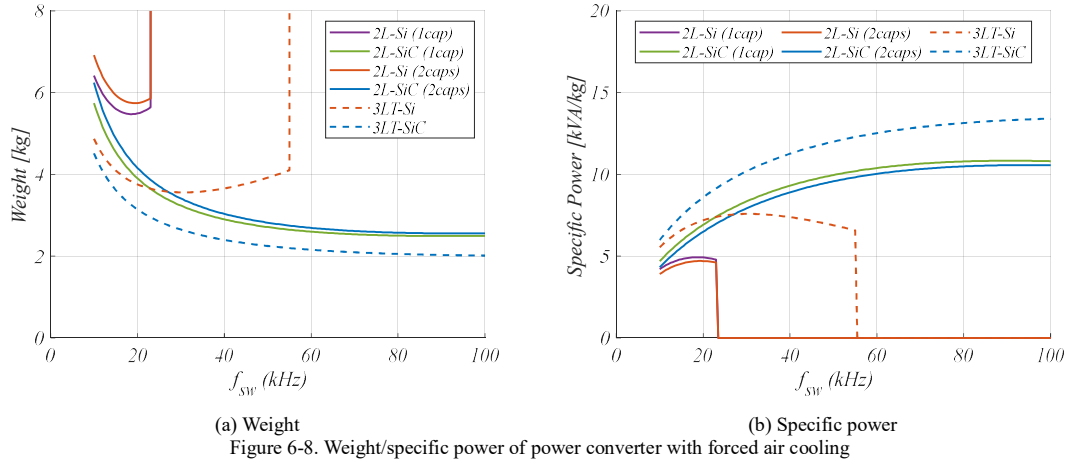 8
6
4
2
0
0
20
40
60
80
100
Weight [kg]
f_SW (kHz)
2L-Si (1cap)
2L-SiC (1cap)
2L-Si (2caps)
2L-SiC (2caps)
3LT-Si
3LT-SiC
20
15
10
5
0
0
20
40
60
80
100
Specific Power [kVA/kg]
f_SW (kHz)
2L-Si (1cap) 2L-Si (2caps) 3LT-Si
2L-SiC (1cap) 2L-SiC (2caps) 3LT-SiC
(a) Weight
(b) Specific power
Figure 6-8. Weight/specific power of power converter with forced air cooling